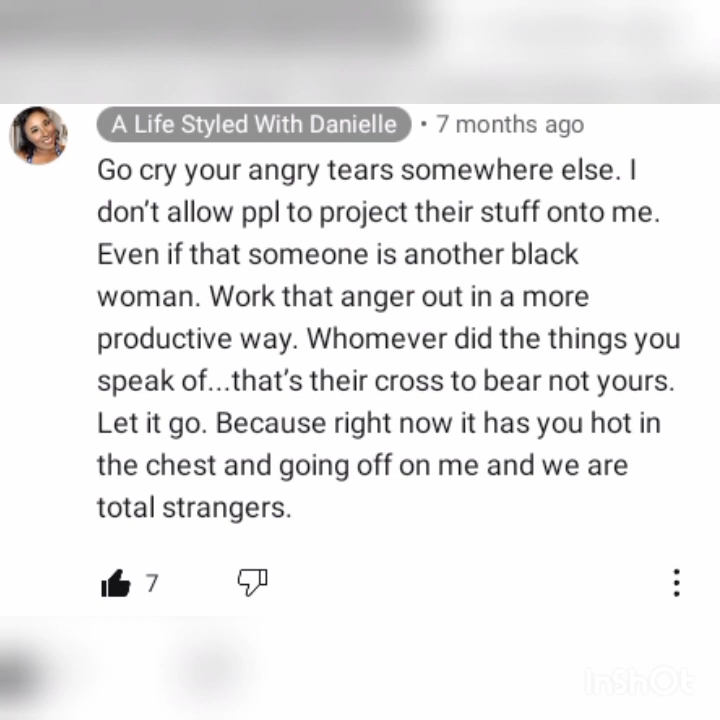 A Life Styled With Danielle • 7 months ago
Go cry your angry tears somewhere else. I
don't allow ppl to project their stuff onto me.
Even if that someone is another black
woman. Work that anger out in a more
productive way. Whomever did the things you
speak of...that's their cross to bear not yours.
Let it go. Because right now it has you hot in
the chest and going off on me and we are
total strangers.
7
InShOt